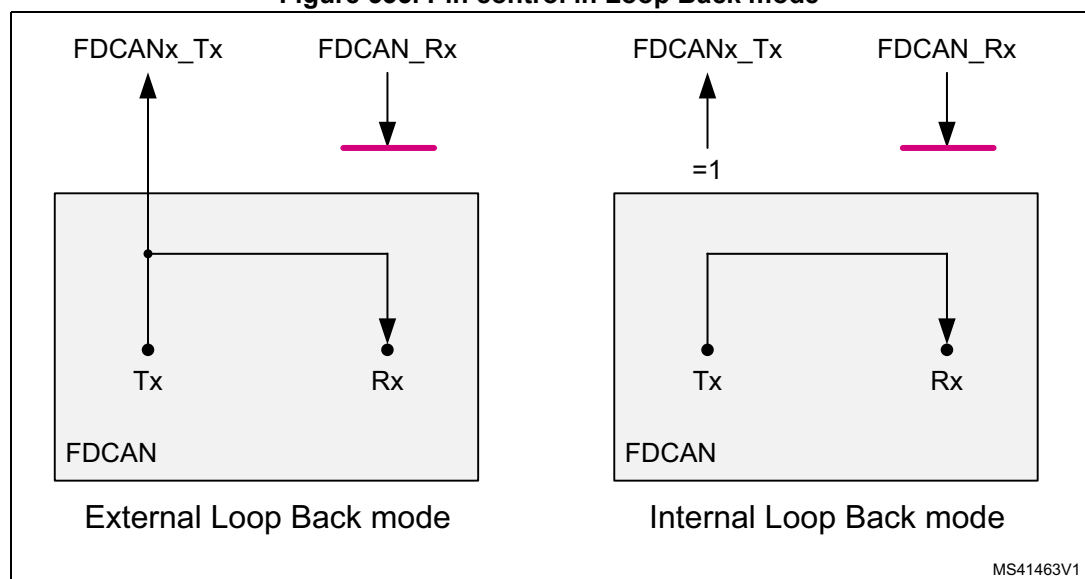 FDCANx_Tx FDCAN_Rx FDCANx_Tx FDCAN_Rx
=1
Tx Rx Tx Rx
FDCAN FDCAN
External Loop Back mode Internal Loop Back mode
MS41463V1